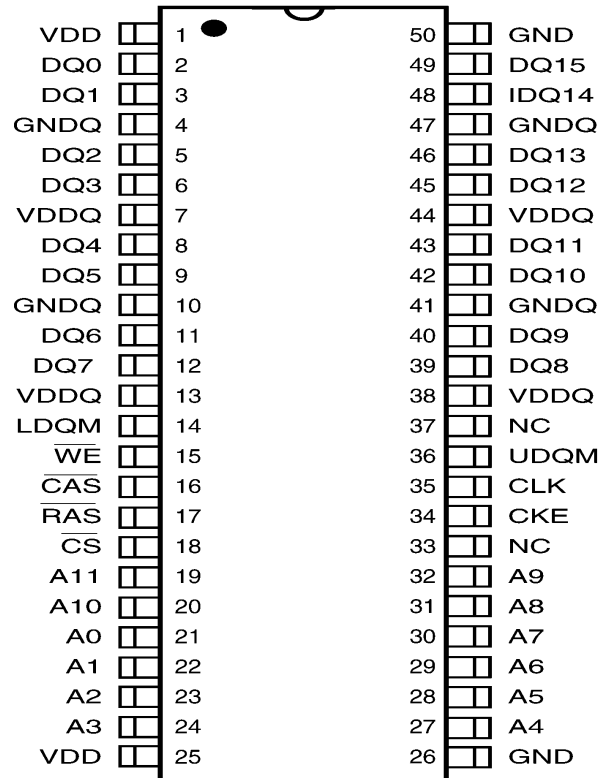 VDD 1 50 GND
DQ0 2 49 DQ15
DQ1 3 48 IDQ14
GNDQ 4 47 GNDQ
DQ2 5 46 DQ13
DQ3 6 45 DQ12
VDDQ 7 44 VDDQ
DQ4 8 43 DQ11
DQ5 9 42 DQ10
GNDQ 10 41 GNDQ
DQ6 11 40 DQ9
DQ7 12 39 DQ8
VDDQ 13 38 VDDQ
LDQM 14 37 NC
W̅E̅ 15 36 UDQM
C̅A̅S̅ 16 35 CLK
R̅A̅S̅ 17 34 CKE
C̅S̅ 18 33 NC
A11 19 32 A9
A10 20 31 A8
A0 21 30 A7
A1 22 29 A6
A2 23 28 A5
A3 24 27 A4
VDD 25 26 GND